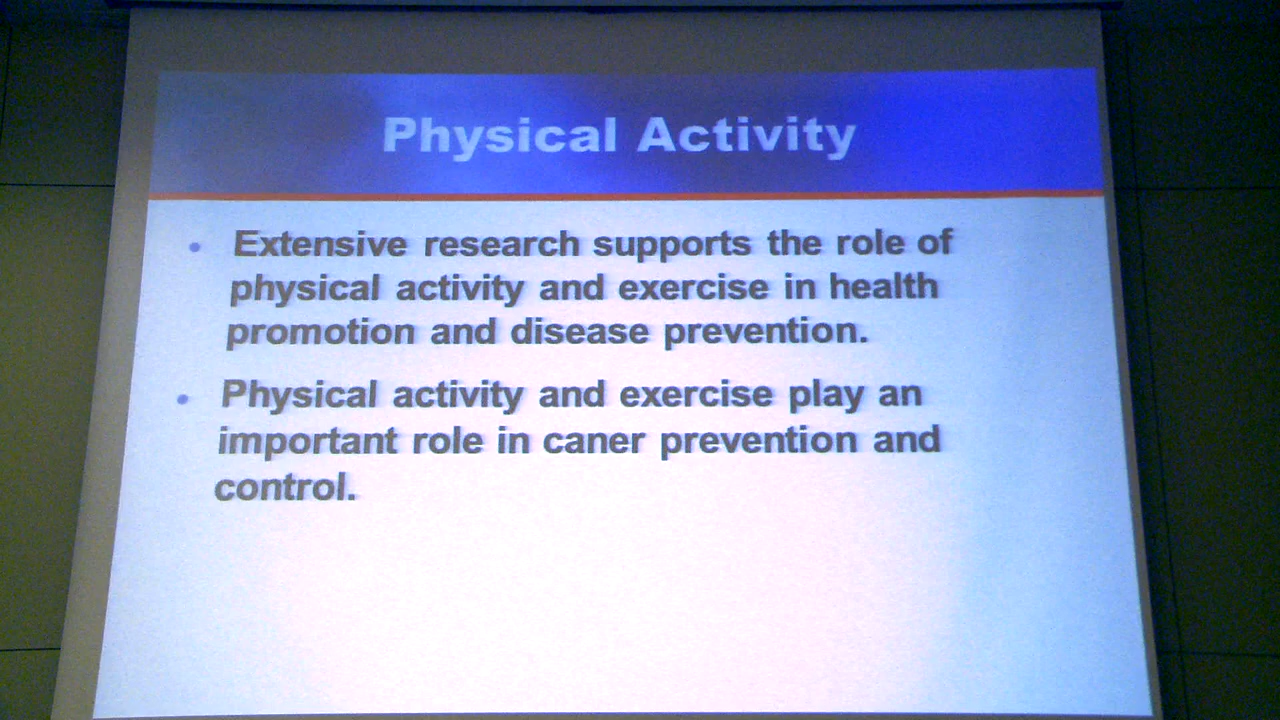 Physical Activity
• Extensive research supports the role of
physical activity and exercise in health
promotion and disease prevention.
• Physical activity and exercise play an
important role in caner prevention and
control.